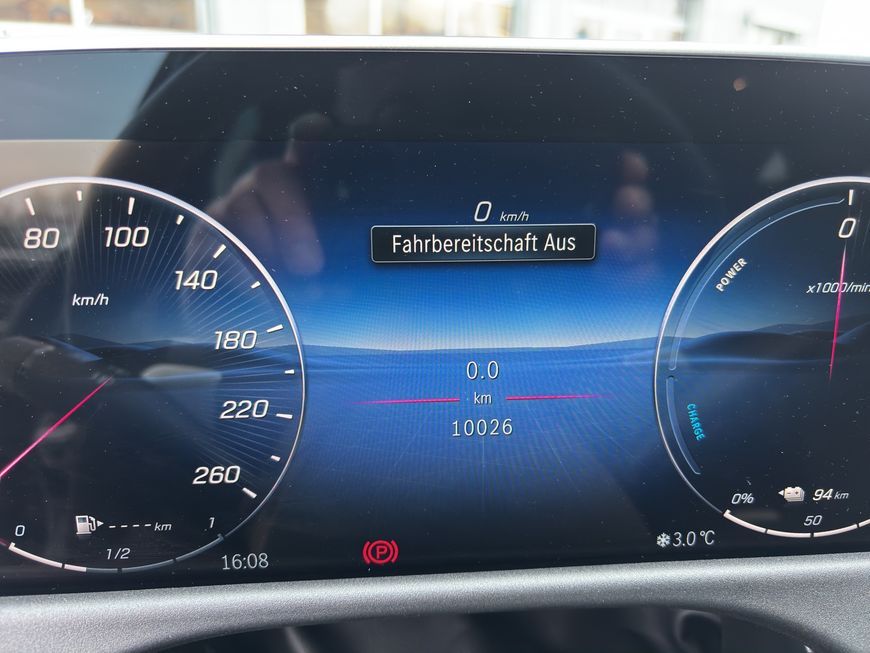 0 km/h
Fahrbereitschaft Aus
80
100
140
180
220
260
km/h
0 1/2 1
----- km
16:08
0.0
km
10026
P
0
x1000/min
POWER
CHARGE
0% 50
94 km
3.0 °C